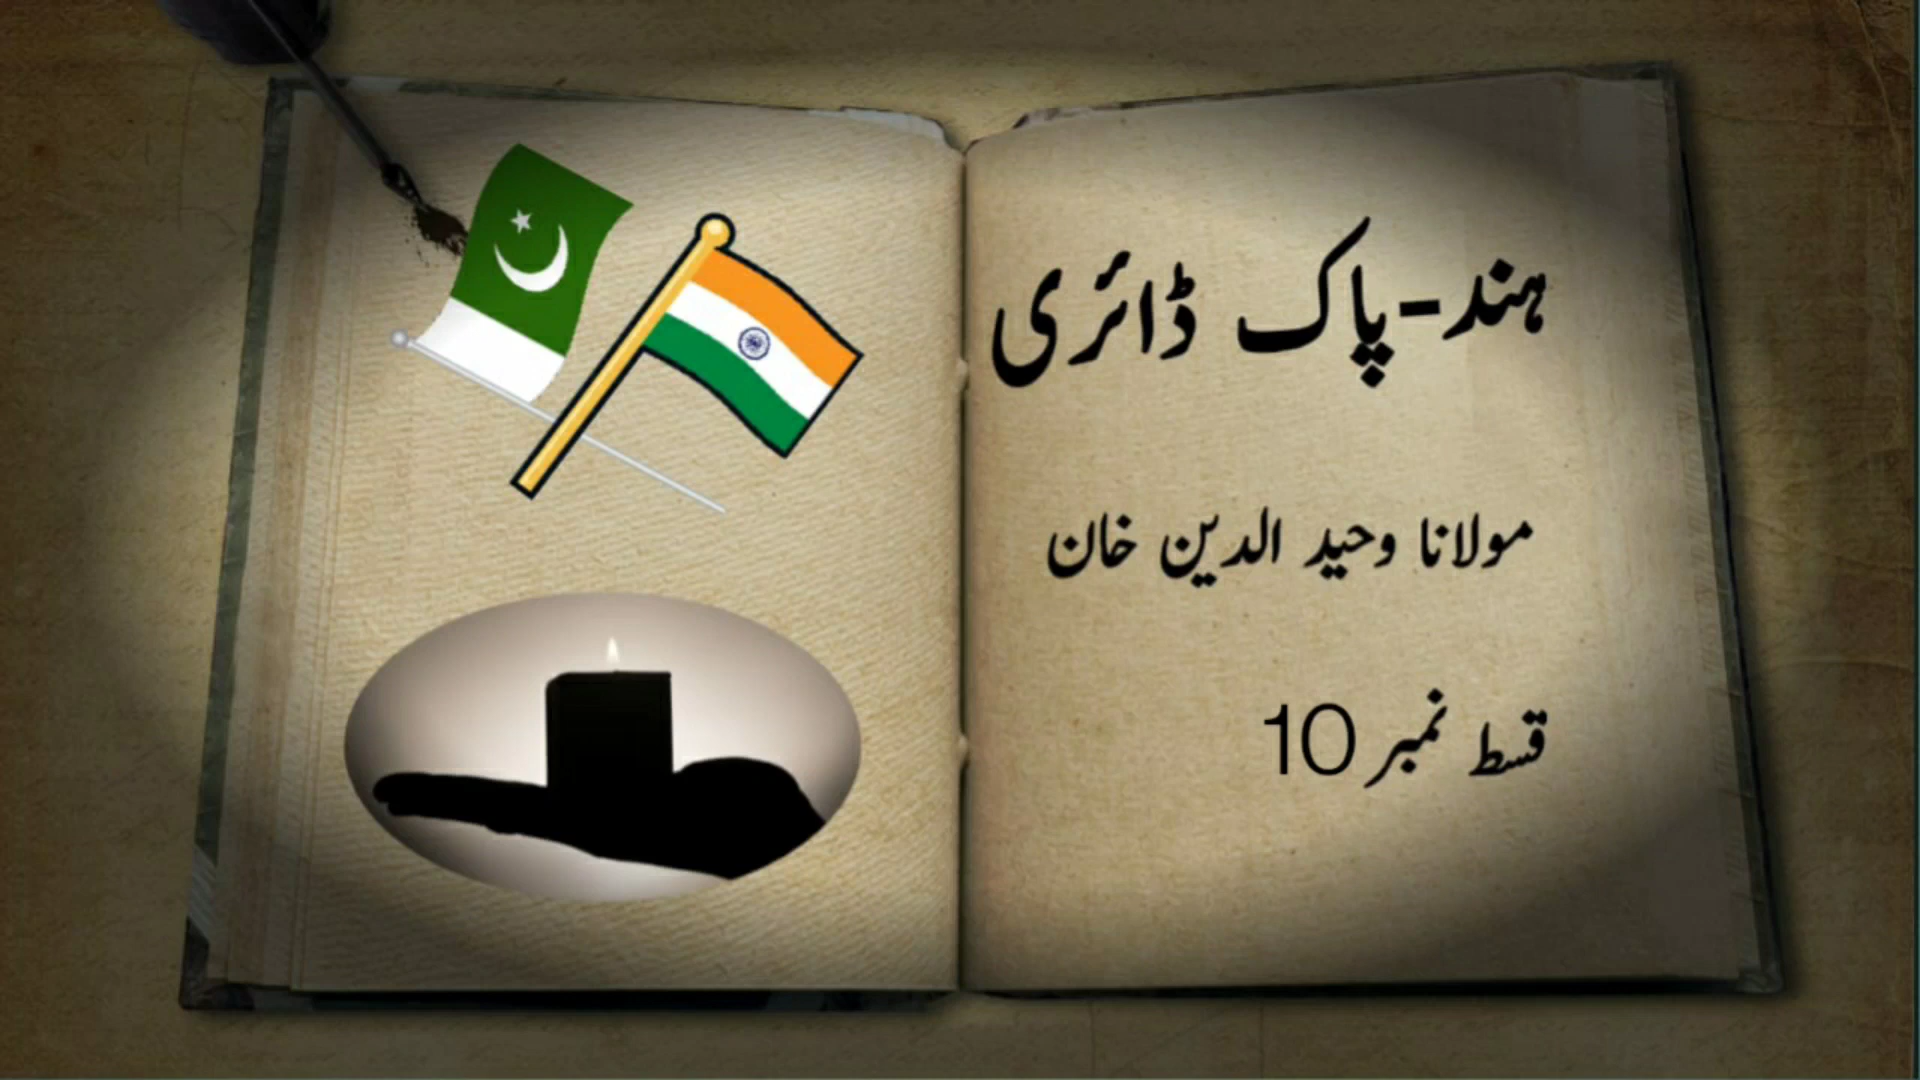 ہند-پاک ڈائری
مولانا وحید الدین خان
قسط نمبر 10